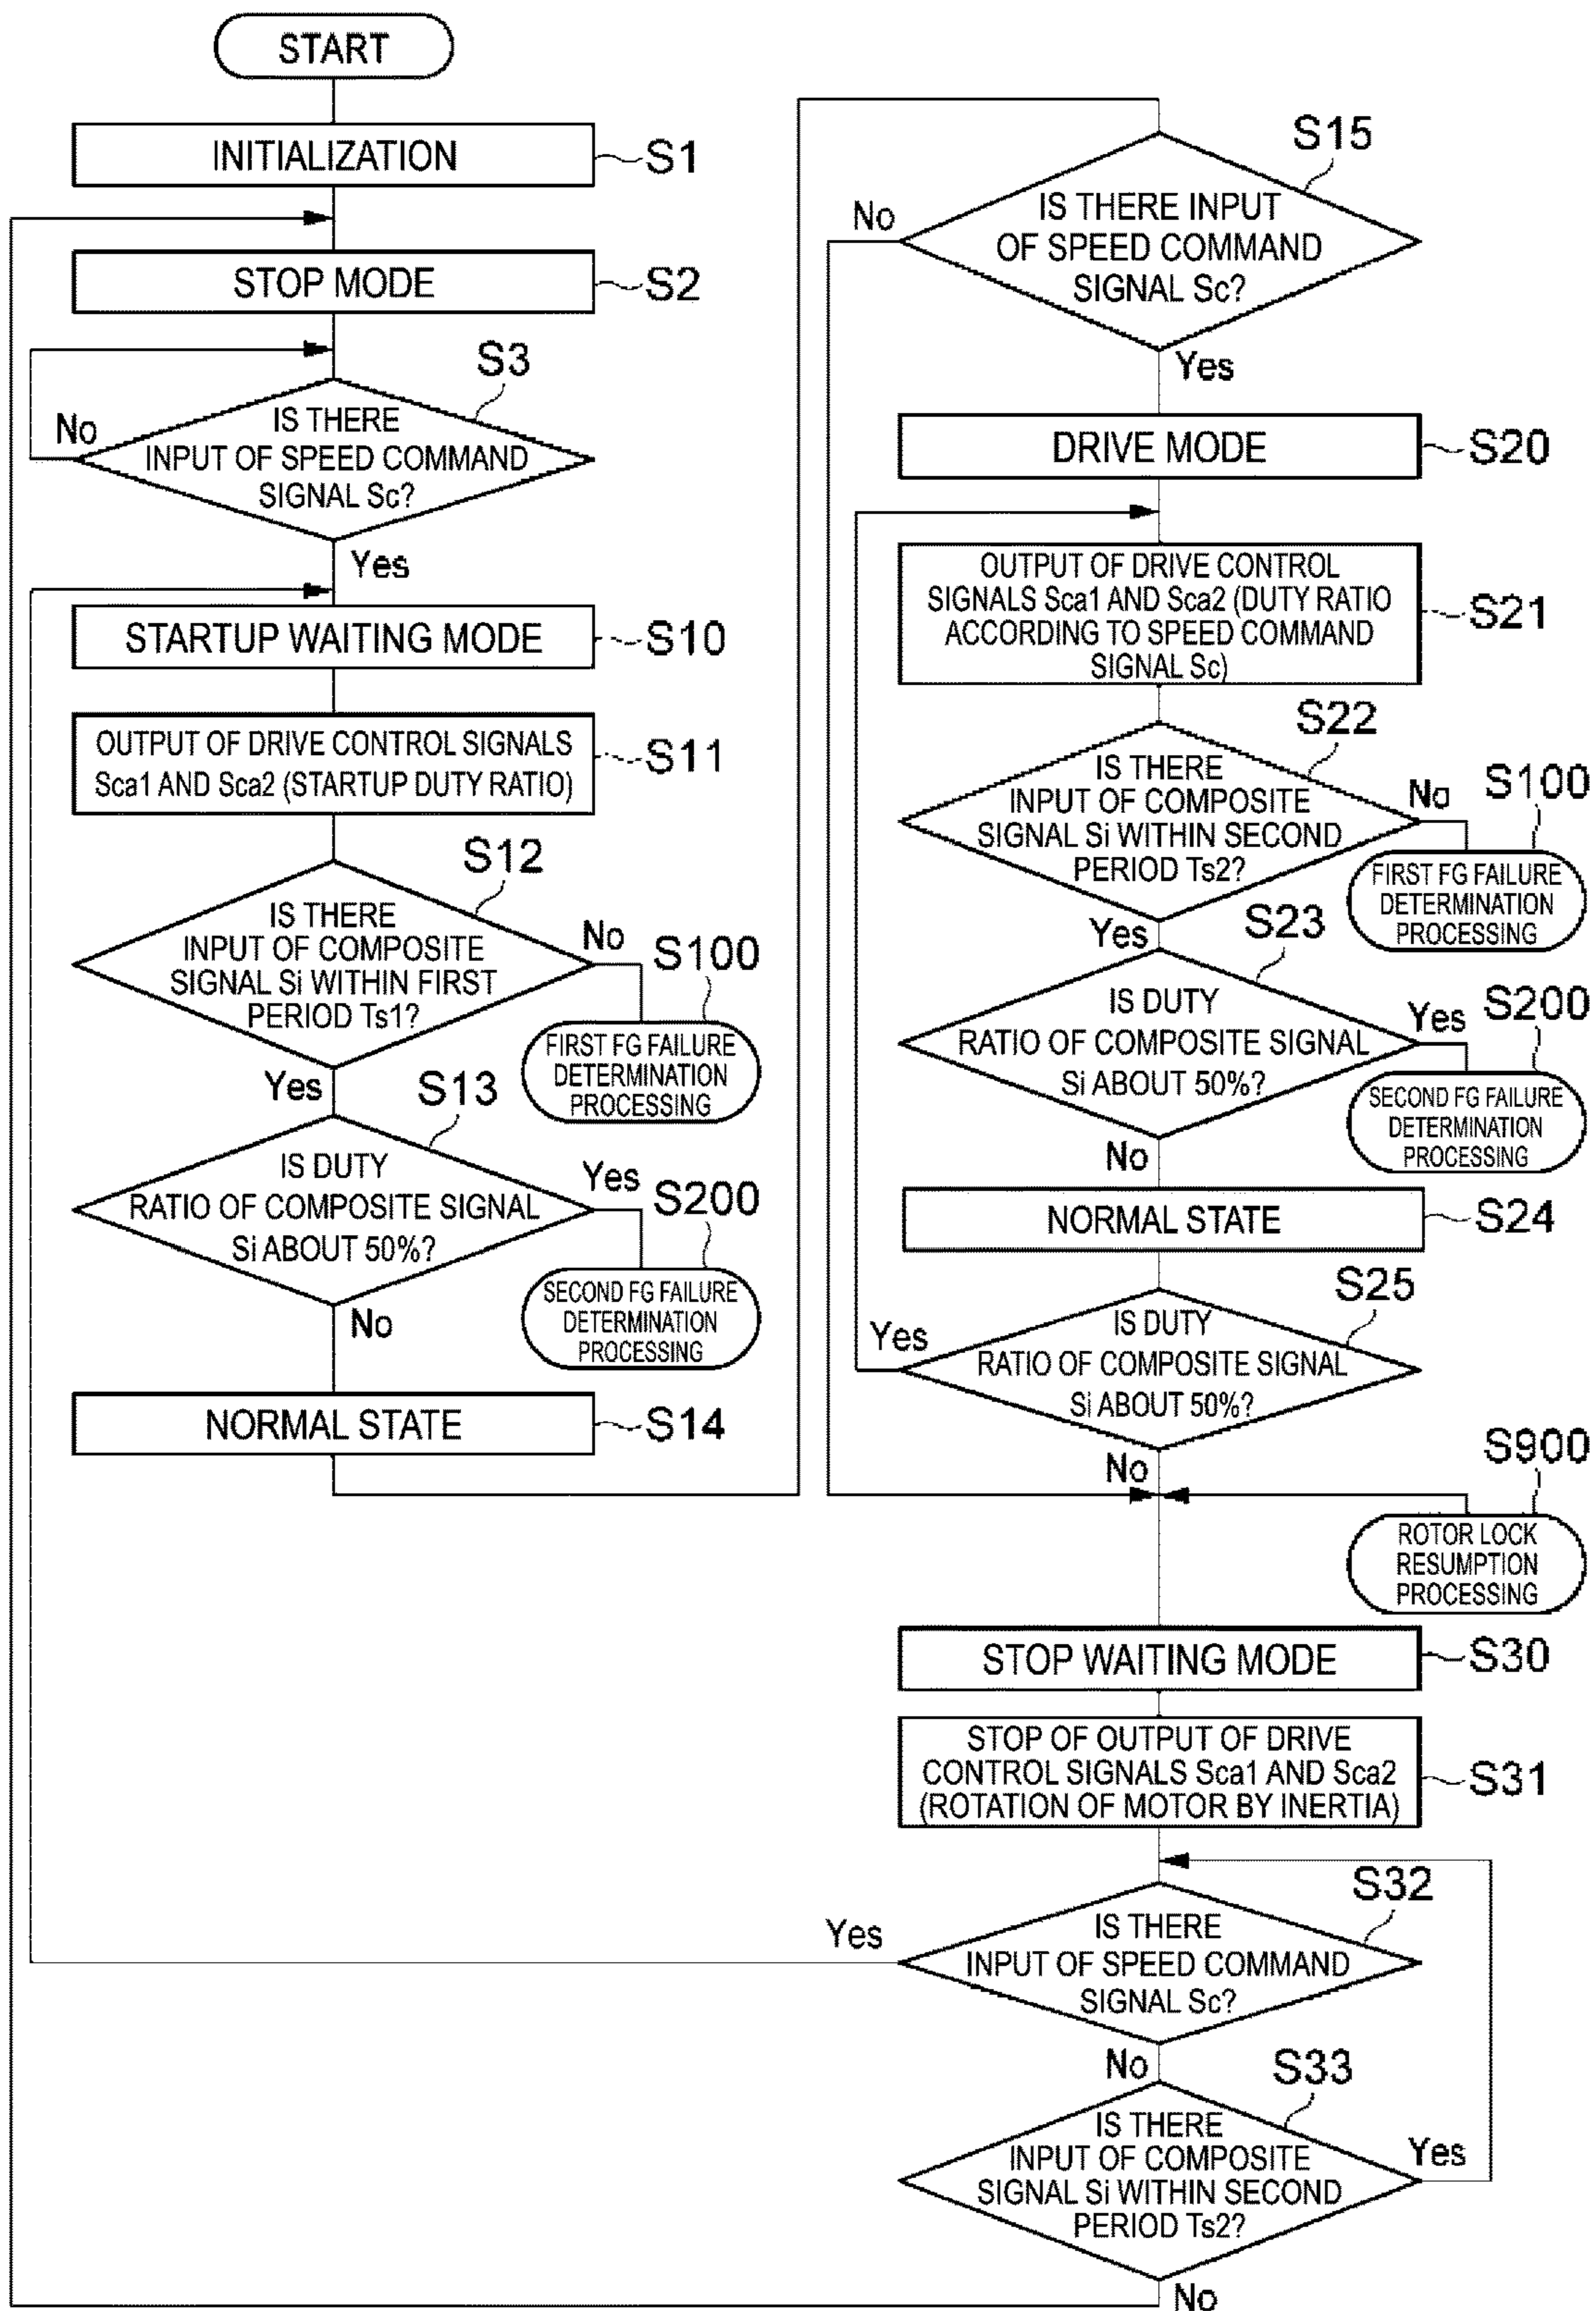 START
INITIALIZATION
S1
STOP MODE
S2
S3
IS THERE
INPUT OF SPEED COMMAND
SIGNAL Sc?
No
Yes
STARTUP WAITING MODE
S10
OUTPUT OF DRIVE CONTROL SIGNALS
Sca1 AND Sca2 (STARTUP DUTY RATIO)
S11
S12
IS THERE
INPUT OF COMPOSITE
SIGNAL Si WITHIN FIRST
PERIOD Ts1?
No
S100
FIRST FG FAILURE
DETERMINATION
PROCESSING
Yes
S13
IS DUTY
RATIO OF COMPOSITE SIGNAL
Si ABOUT 50%?
Yes
S200
SECOND FG FAILURE
DETERMINATION
PROCESSING
No
NORMAL STATE
S14
S15
IS THERE INPUT
OF SPEED COMMAND
SIGNAL Sc?
No
Yes
DRIVE MODE
S20
OUTPUT OF DRIVE CONTROL
SIGNALS Sca1 AND Sca2 (DUTY RATIO
ACCORDING TO SPEED COMMAND
SIGNAL Sc)
S21
S22
IS THERE
INPUT OF COMPOSITE
SIGNAL Si WITHIN SECOND
PERIOD Ts2?
No
S100
FIRST FG FAILURE
DETERMINATION
PROCESSING
Yes
S23
IS DUTY
RATIO OF COMPOSITE SIGNAL
Si ABOUT 50%?
Yes
S200
SECOND FG FAILURE
DETERMINATION
PROCESSING
No
NORMAL STATE
S24
S25
IS DUTY
RATIO OF COMPOSITE SIGNAL
Si ABOUT 50%?
Yes
No
S900
ROTOR LOCK
RESUMPTION
PROCESSING
STOP WAITING MODE
S30
STOP OF OUTPUT OF DRIVE
CONTROL SIGNALS Sca1 AND Sca2
(ROTATION OF MOTOR BY INERTIA)
S31
S32
IS THERE
INPUT OF SPEED COMMAND
SIGNAL Sc?
Yes
No
S33
IS THERE
INPUT OF COMPOSITE
SIGNAL Si WITHIN SECOND
PERIOD Ts2?
Yes
No